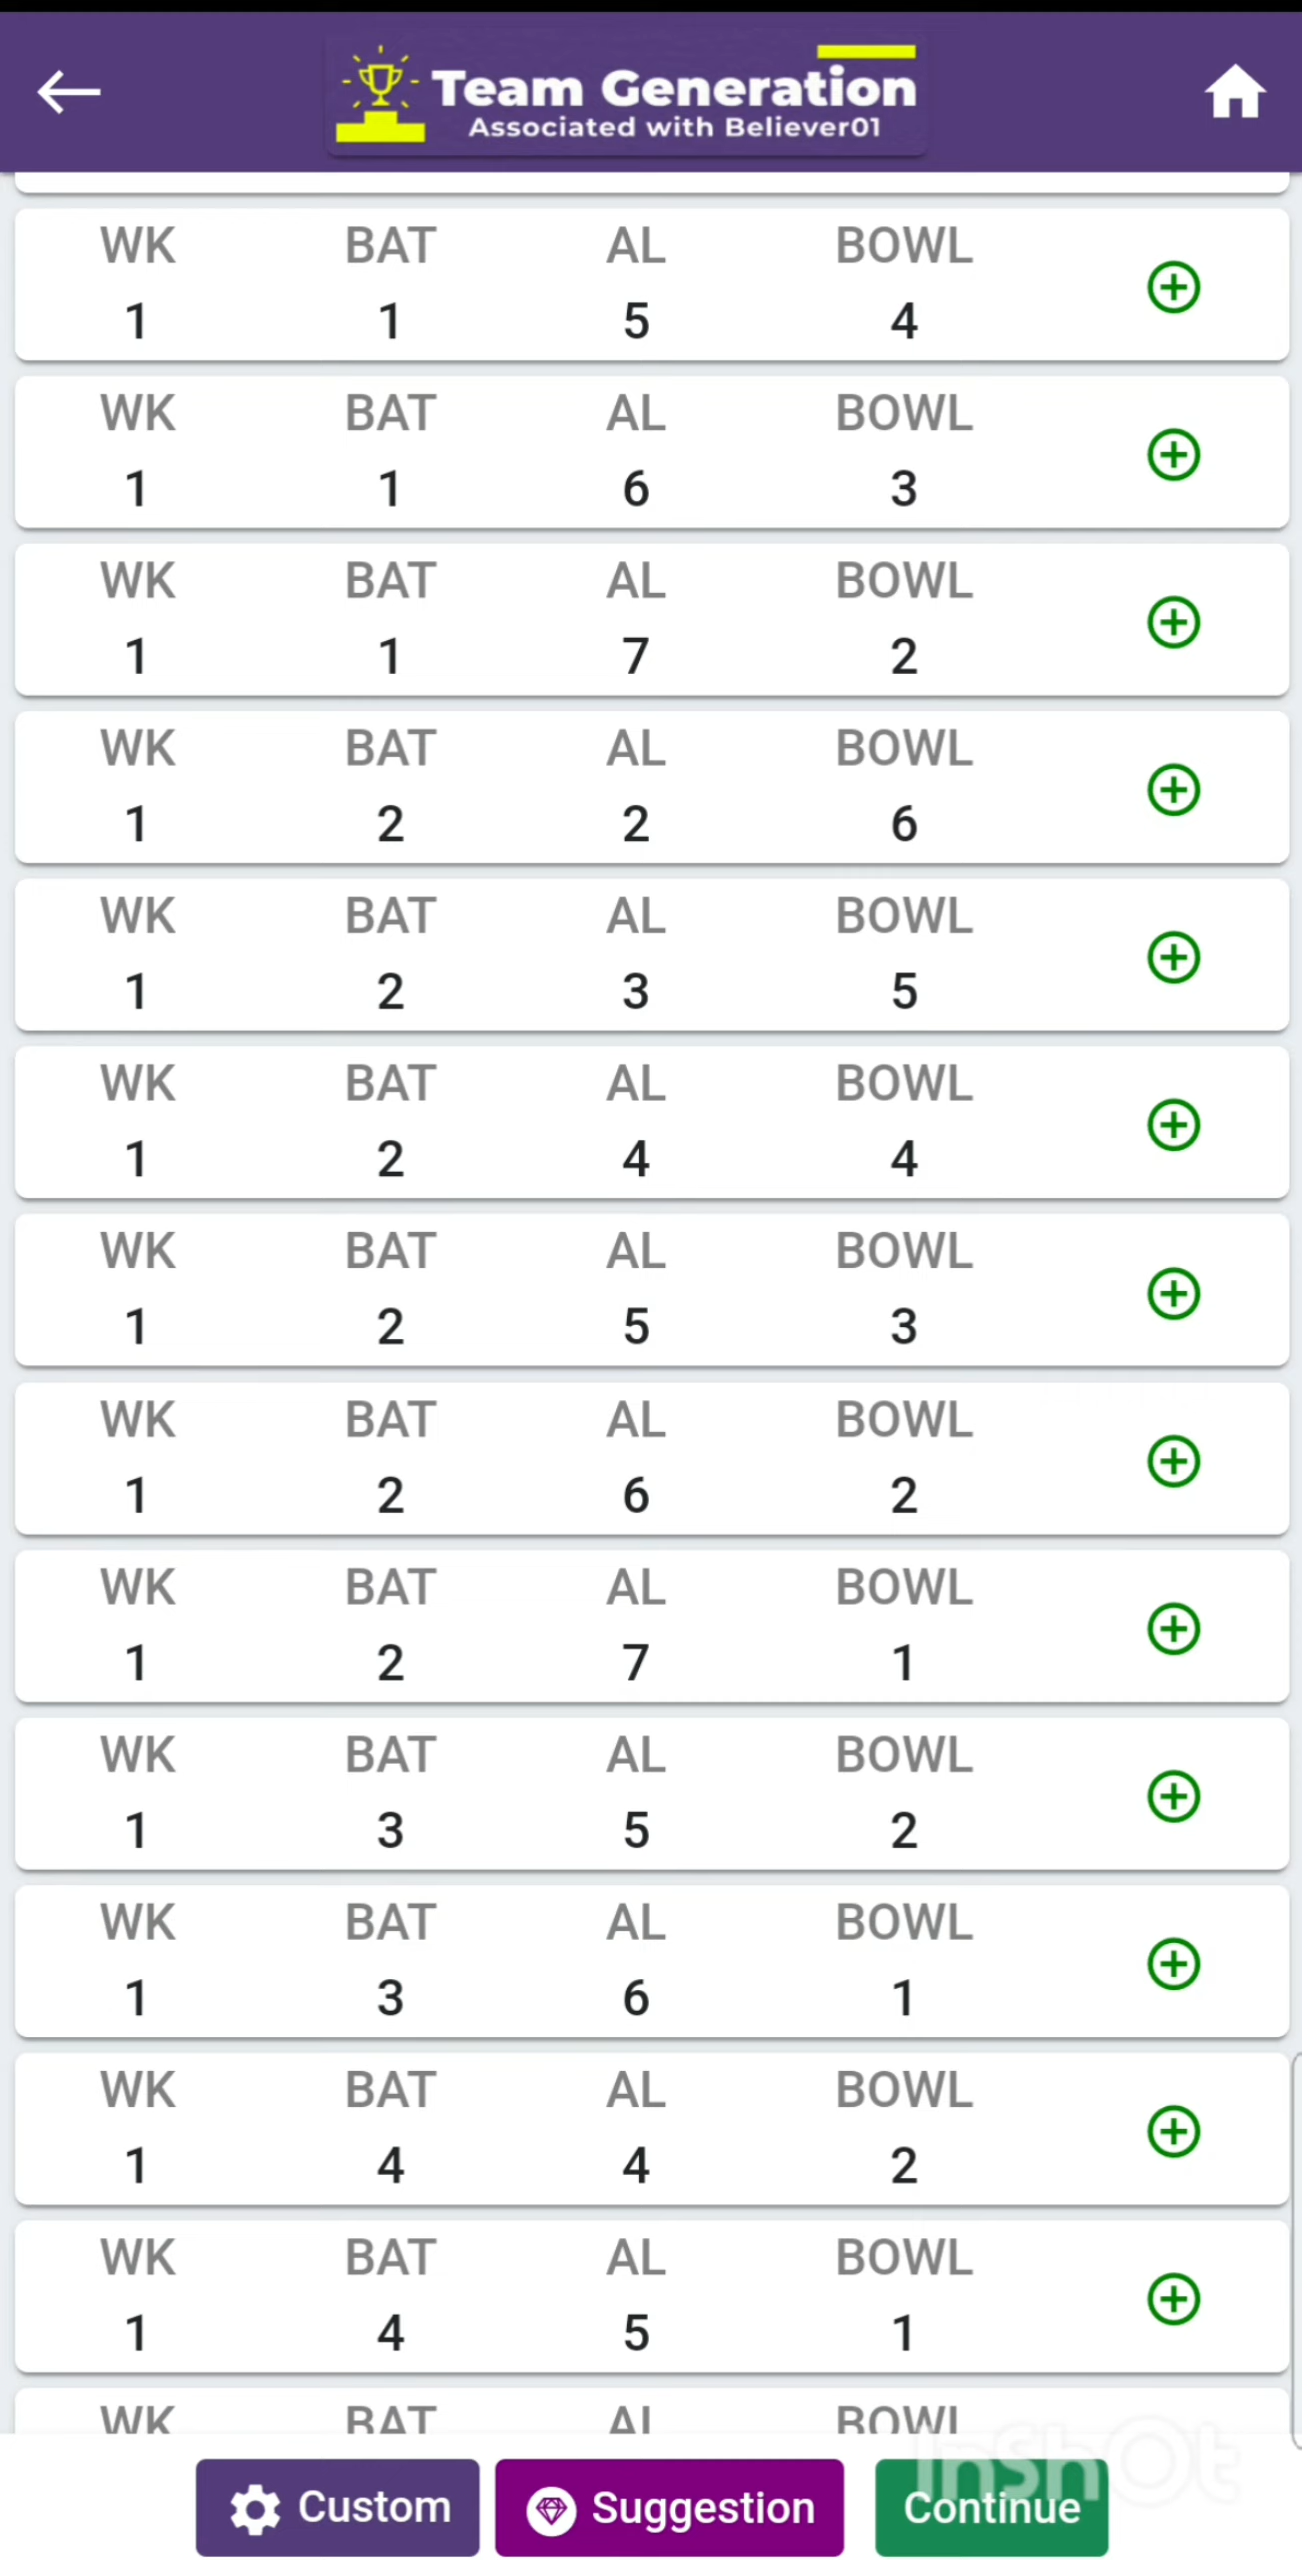 Team Generation
Associated with Believer01
WK BAT AL BOWL
1 1 5 4
WK BAT AL BOWL
1 1 6 3
WK BAT AL BOWL
1 1 7 2
WK BAT AL BOWL
1 2 2 6
WK BAT AL BOWL
1 2 3 5
WK BAT AL BOWL
1 2 4 4
WK BAT AL BOWL
1 2 5 3
WK BAT AL BOWL
1 2 6 2
WK BAT AL BOWL
1 2 7 1
WK BAT AL BOWL
1 3 5 2
WK BAT AL BOWL
1 3 6 1
WK BAT AL BOWL
1 4 4 2
WK BAT AL BOWL
1 4 5 1
WK BAT AL BOWL
InShOt
Custom Suggestion Continue